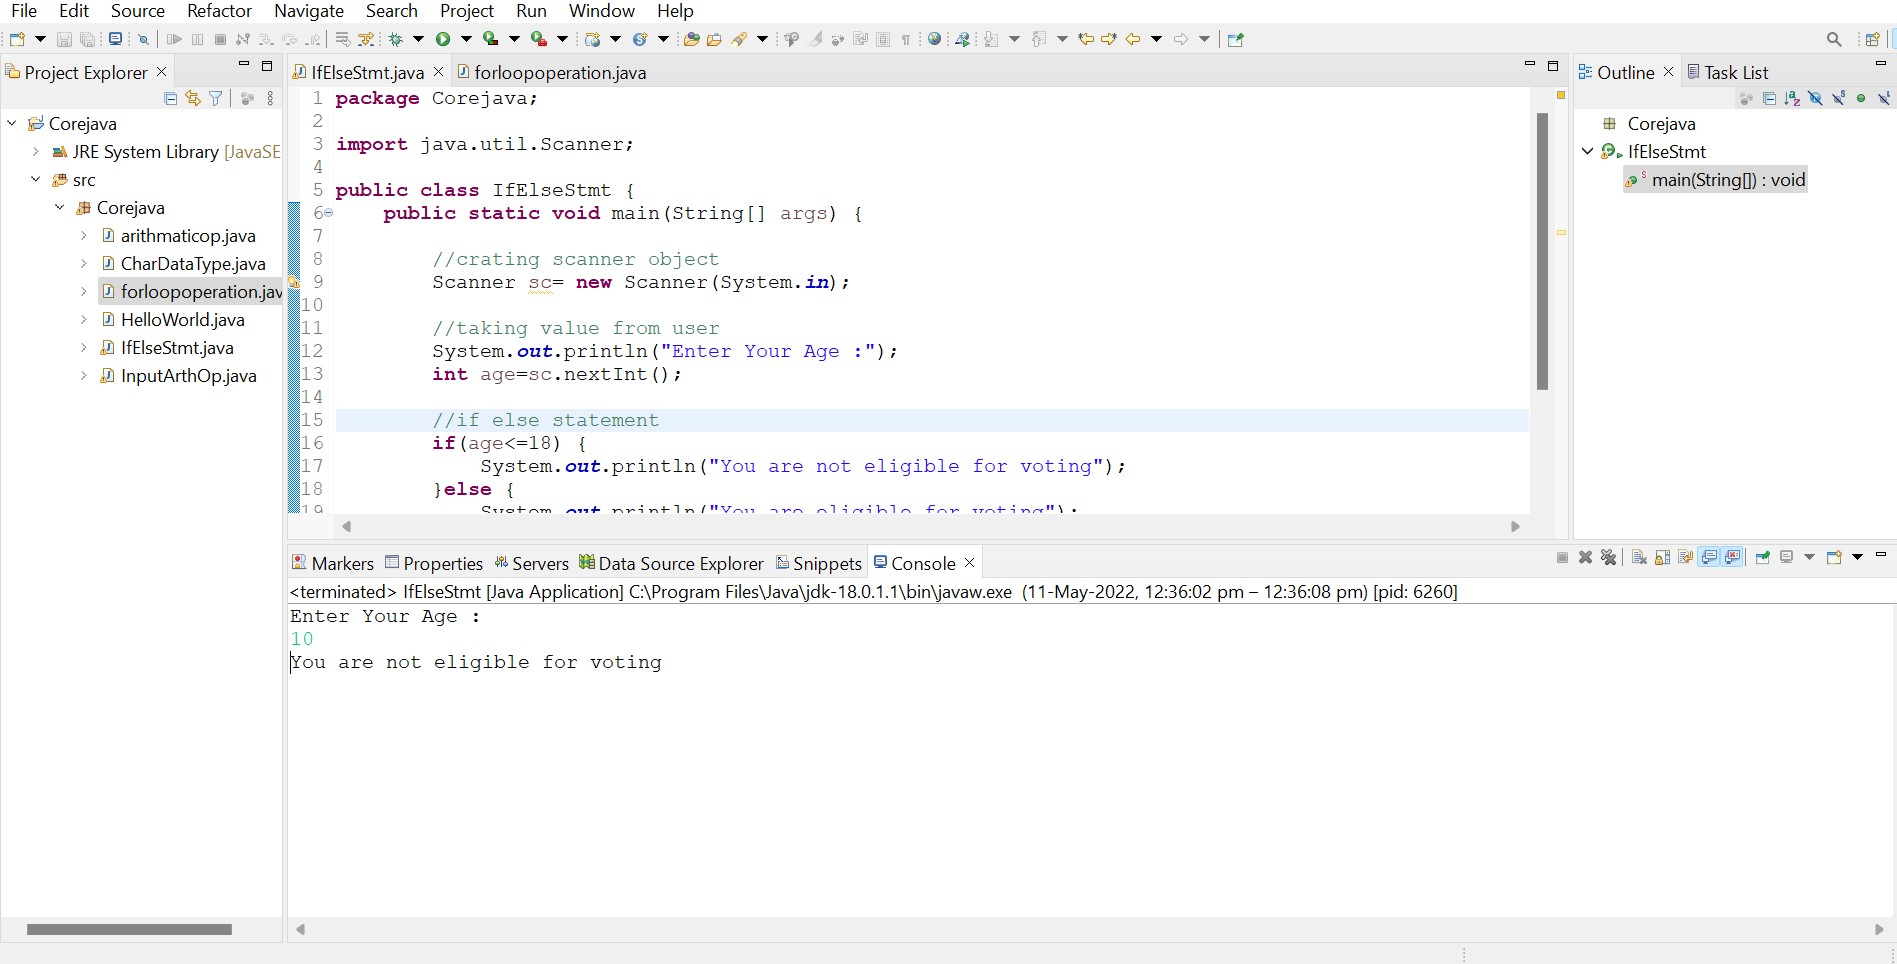 File Edit Source Refactor Navigate Search Project Run Window Help
Project Explorer
Corejava
JRE System Library [JavaSE
src
Corejava
arithmaticop.java
CharDataType.java
forloopoperation.jav
HelloWorld.java
IfElseStmt.java
InputArthOp.java
IfElseStmt.java forloopoperation.java
1 package Corejava;
2
3 import java.util.Scanner;
4
5 public class IfElseStmt {
6 public static void main(String[] args) {
7
8 //crating scanner object
9 Scanner sc= new Scanner(System.in);
10
11 //taking value from user
12 System.out.println("Enter Your Age :");
13 int age=sc.nextInt();
14
15 //if else statement
16 if(age<=18) {
17 System.out.println("You are not eligible for voting");
18 }else {
19 System.out.println("You are eligible for voting");
Outline Task List
Corejava
IfElseStmt
main(String[]) : void
Markers Properties Servers Data Source Explorer Snippets Console
<terminated> IfElseStmt [Java Application] C:\Program Files\Java\jdk-18.0.1.1\bin\javaw.exe (11-May-2022, 12:36:02 pm – 12:36:08 pm) [pid: 6260]
Enter Your Age :
10
You are not eligible for voting